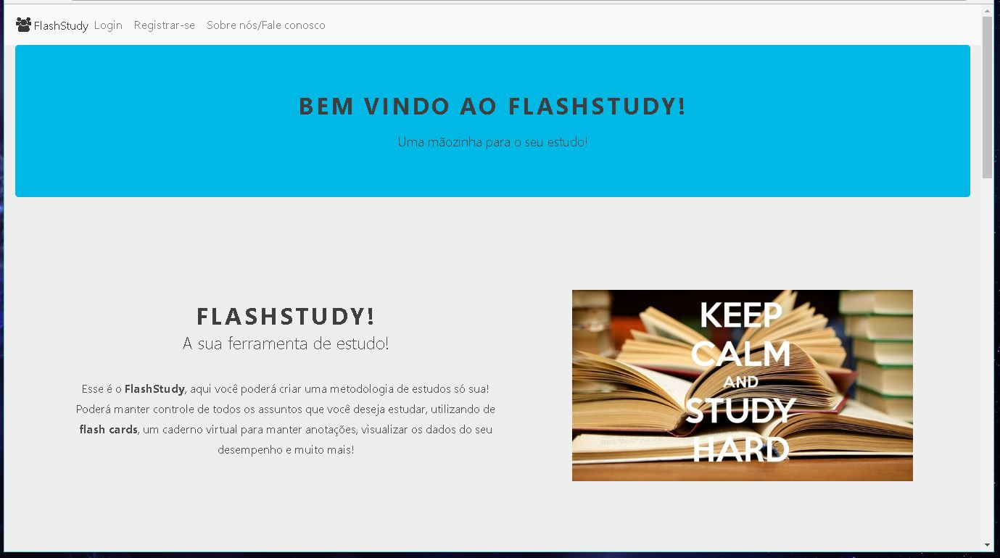 FlashStudy Login Registrar-se Sobre nós/Fale conosco
BEM VINDO AO FLASHSTUDY!
Uma mãozinha para o seu estudo!
FLASHSTUDY!
A sua ferramenta de estudo!
Esse é o FlashStudy, aqui você poderá criar uma metodologia de estudos só sua!
Poderá manter controle de todos os assuntos que você deseja estudar, utilizando de
flash cards, um caderno virtual para manter anotações, visualizar os dados do seu
desempenho e muito mais!
KEEP
CALM
AND
STUDY
HARD